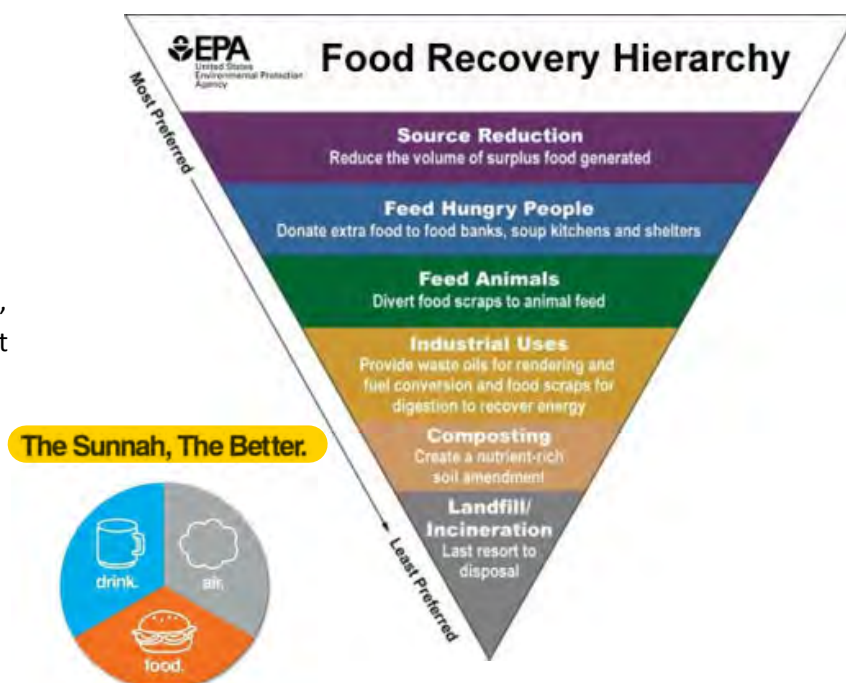 EPA
United States
Environmental Protection
Agency
Food Recovery Hierarchy
Most Preferred
Source Reduction
Reduce the volume of surplus food generated
Feed Hungry People
Donate extra food to food banks, soup kitchens and shelters
Feed Animals
Divert food scraps to animal feed
,
t
Industrial Uses
Provide waste oils for rendering and
fuel conversion and food scraps for
digestion to recover energy
Composting
Create a nutrient-rich
soil amendment
Landfill/
Incineration
Last resort to
disposal
Least Preferred
The Sunnah, The Better.
drink.
air.
food.